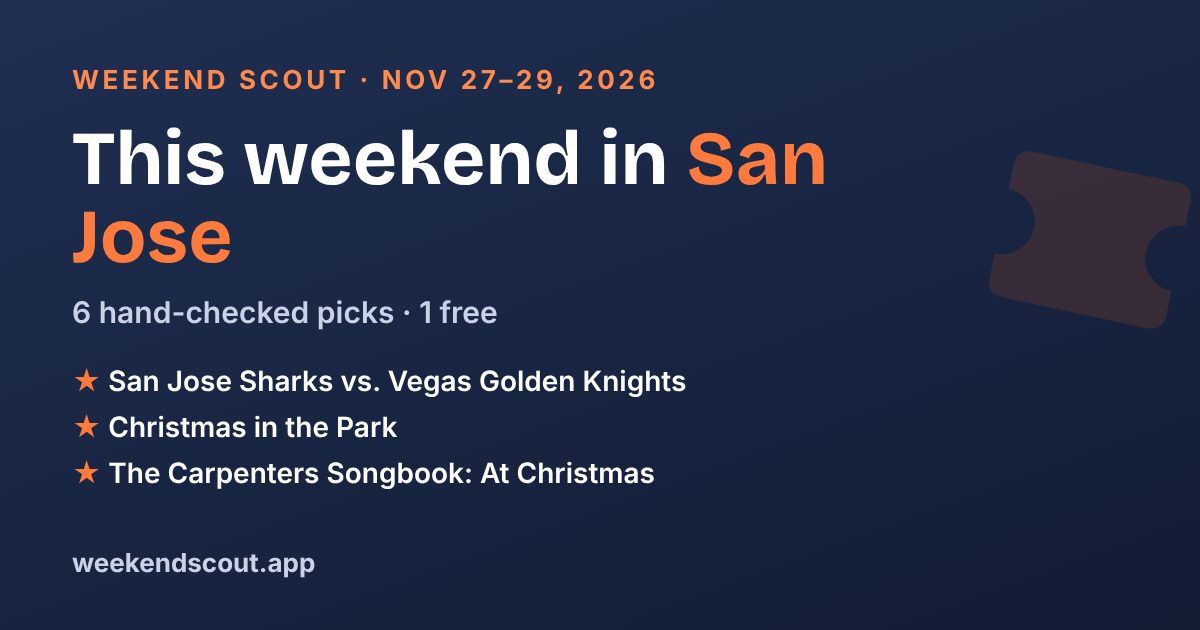 WEEKEND SCOUT · NOV 27–29, 2026
This weekend in San
Jose
6 hand-checked picks · 1 free
★ San Jose Sharks vs. Vegas Golden Knights
★ Christmas in the Park
★ The Carpenters Songbook: At Christmas
weekendscout.app